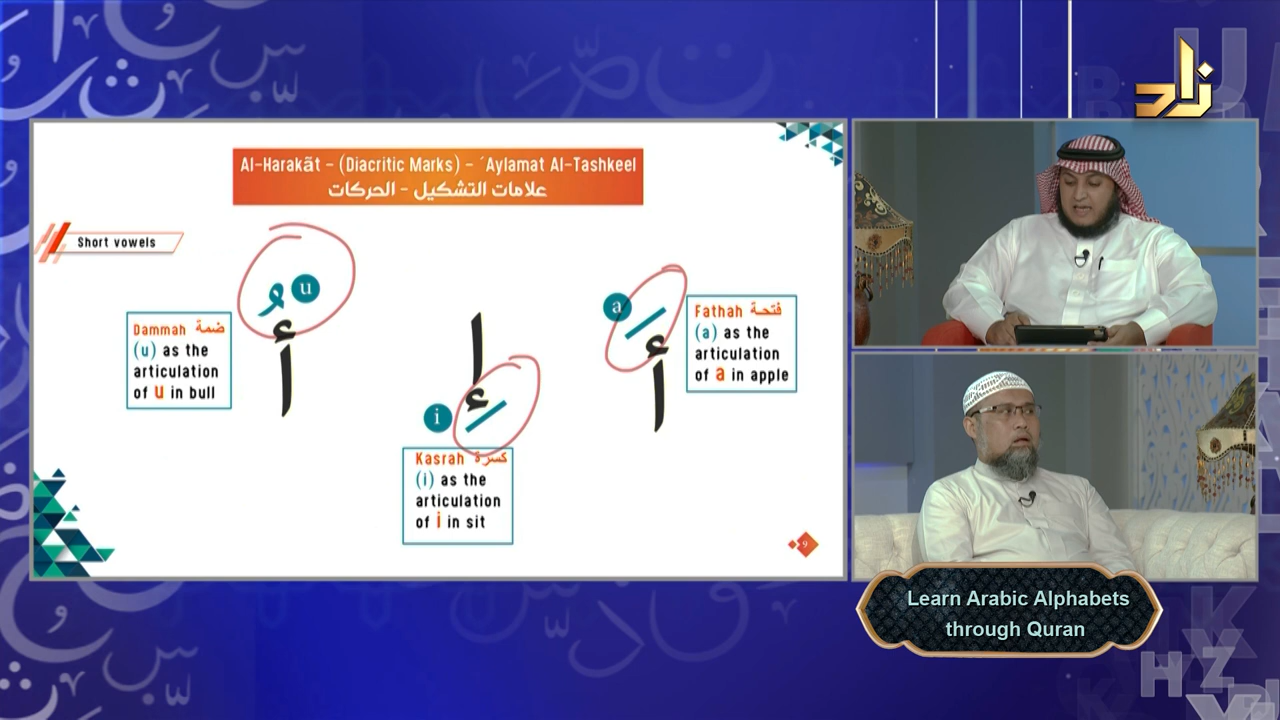 زاد
Al-Harakãt - (Diacritic Marks) - ´Aylamat Al-Tashkeel
علامات التشكيل - الحركات
Short vowels
u
أُ
Dammah ضمة
(u) as the
articulation
of u in bull
إِ
i
Kasrah كسرة
(i) as the
articulation
of i in sit
a
أَ
Fathah فتحة
(a) as the
articulation
of a in apple
9
Learn Arabic Alphabets
through Quran